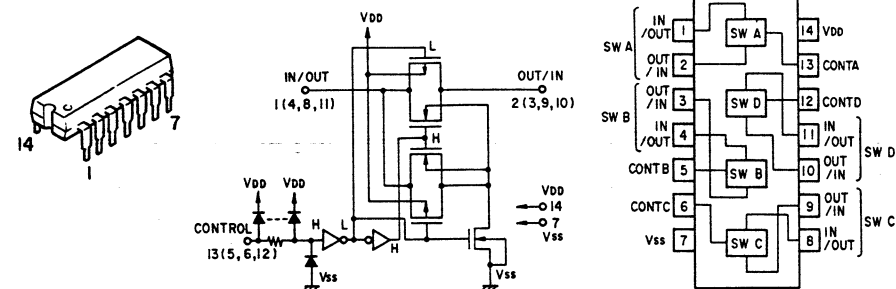 14
7
1
VDD
L
IN/OUT
1(4,8,11)
OUT/IN
2(3,9,10)
H
VDD
VDD
CONTROL
13(5,6,12)
H
L
H
VSS
VDD
14
7
VSS
VSS
SW A
IN
/OUT
1
OUT
/IN
2
SW B
OUT
/IN
3
IN
/OUT
4
CONT B
5
CONTC
6
VSS
7
SW A
SW D
SW B
SW C
14
VDD
13
CONTA
12
CONTD
11
IN
/OUT
10
OUT
/IN
SW D
9
OUT
/IN
8
IN
/OUT
SW C